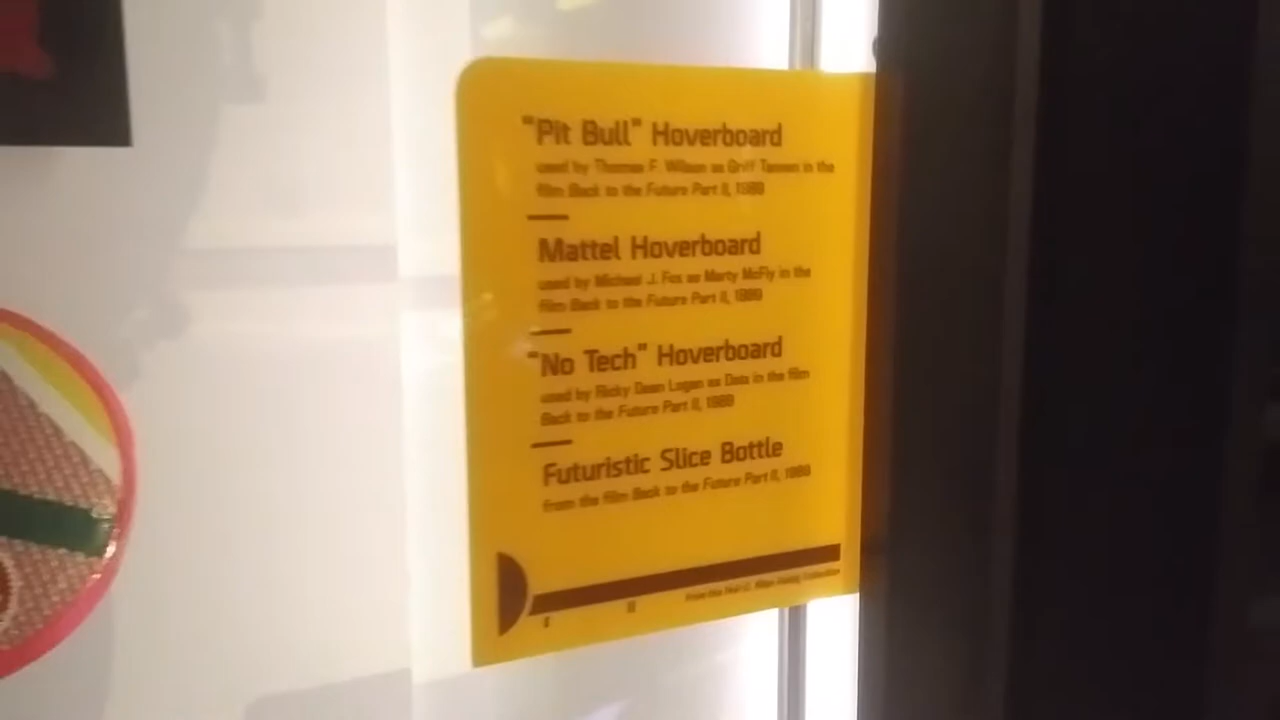 "Pit Bull" Hoverboard
used by Thomas F. Wilson as Griff Tannen in the
film Back to the Future Part II, 1989
Mattel Hoverboard
used by Michael J. Fox as Marty McFly in the
film Back to the Future Part II, 1989
"No Tech" Hoverboard
used by Ricky Dean Logan as Data in the film
Back to the Future Part II, 1989
Futuristic Slice Bottle
from the film Back to the Future Part II, 1989
From the Collection